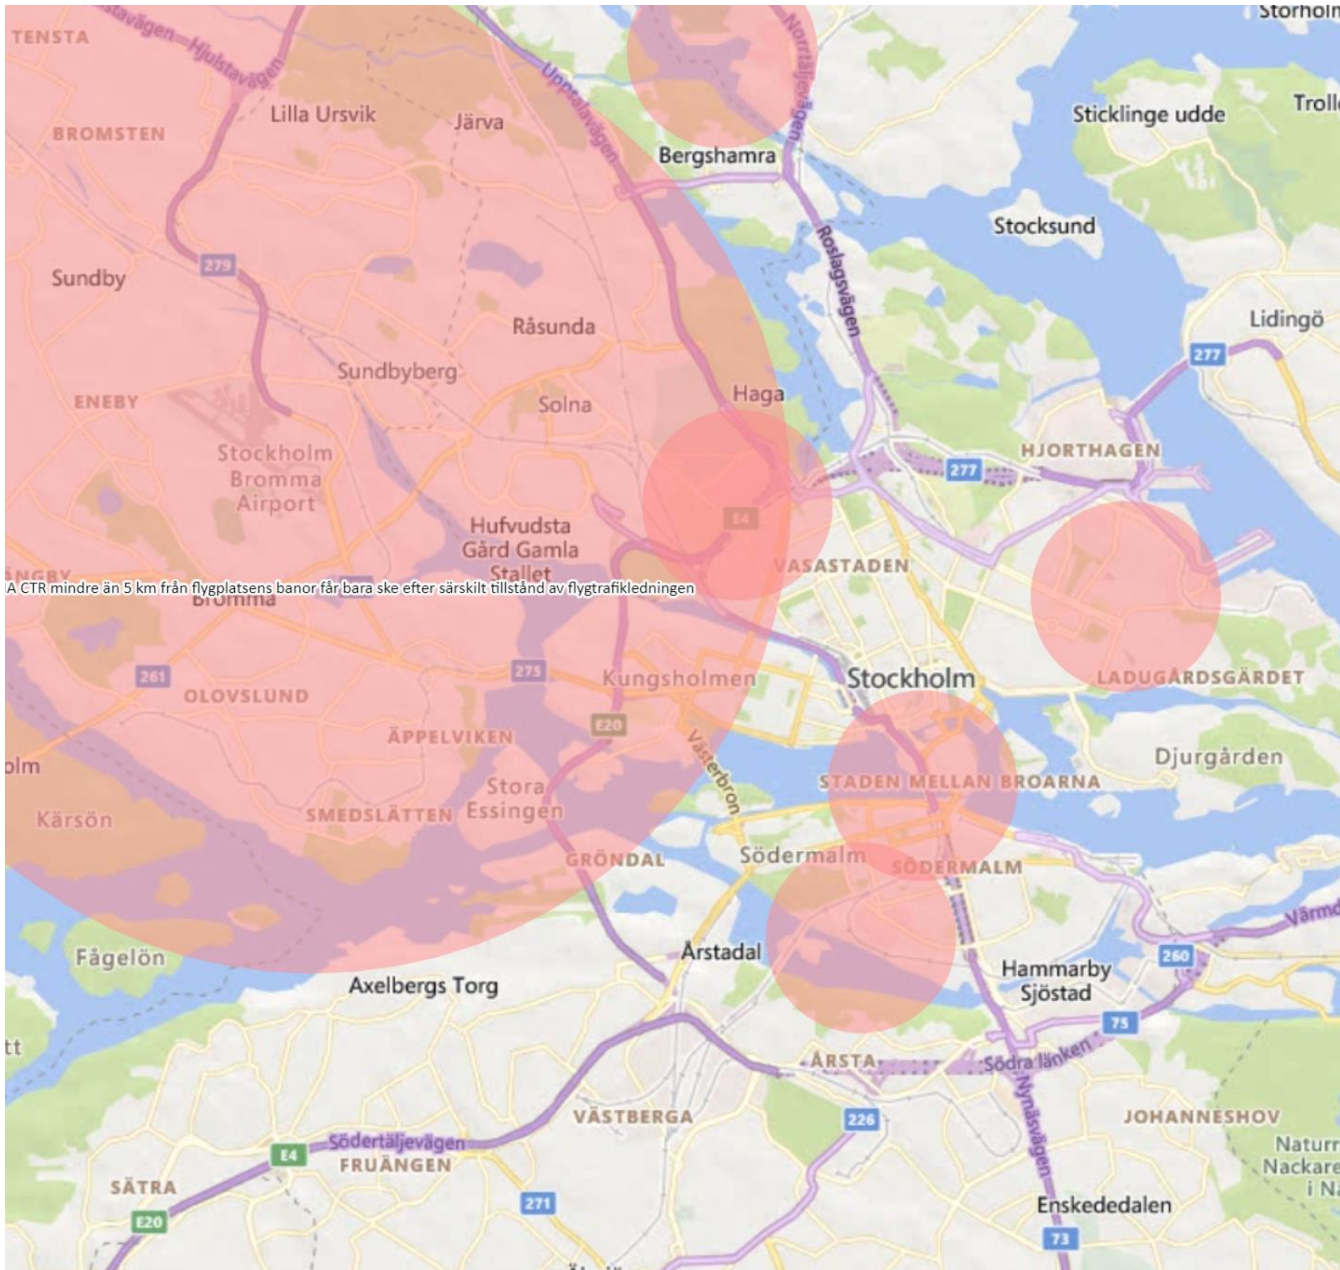 Storholm
TENSTA
Hjulstavägen
Norrtäljevägen
Uppsalavägen
Lilla Ursvik
Järva
Sticklinge udde
BROMSTEN
Bergshamra
Stocksund
Roslagsvägen
Sundby
279
Råsunda
Lidingö
277
Sundbyberg
Haga
ENEBY
Solna
Stockholm
Bromma
Airport
HJORTHAGEN
277
E4
Hufvudsta
Gård Gamla
Stallet
VASASTADEN
A CTR mindre än 5 km från flygplatsens banor får bara ske efter särskilt tillstånd av flygtrafikledningen
Bromma
261
275
Kungsholmen
Stockholm
LADUGÅRDSGÄRDET
OLOVSLUND
E20
ÄPPELVIKEN
Västerbron
Djurgården
olm
Stora
Essingen
STADEN MELLAN BROARNA
Kärsön
SMEDSLÄTTEN
GRÖNDAL
Södermalm
SÖDERMALM
Fågelön
Årstadal
260
Axelbergs Torg
Hammarby
Sjöstad
75
tt
ÅRSTA
Södra länken
Nynäsvägen
VÄSTBERGA
226
JOHANNESHOV
Södertäljevägen
E4
FRUÄNGEN
Naturr
Nackare
i Na
SÄTRA
271
E20
Enskededalen
73